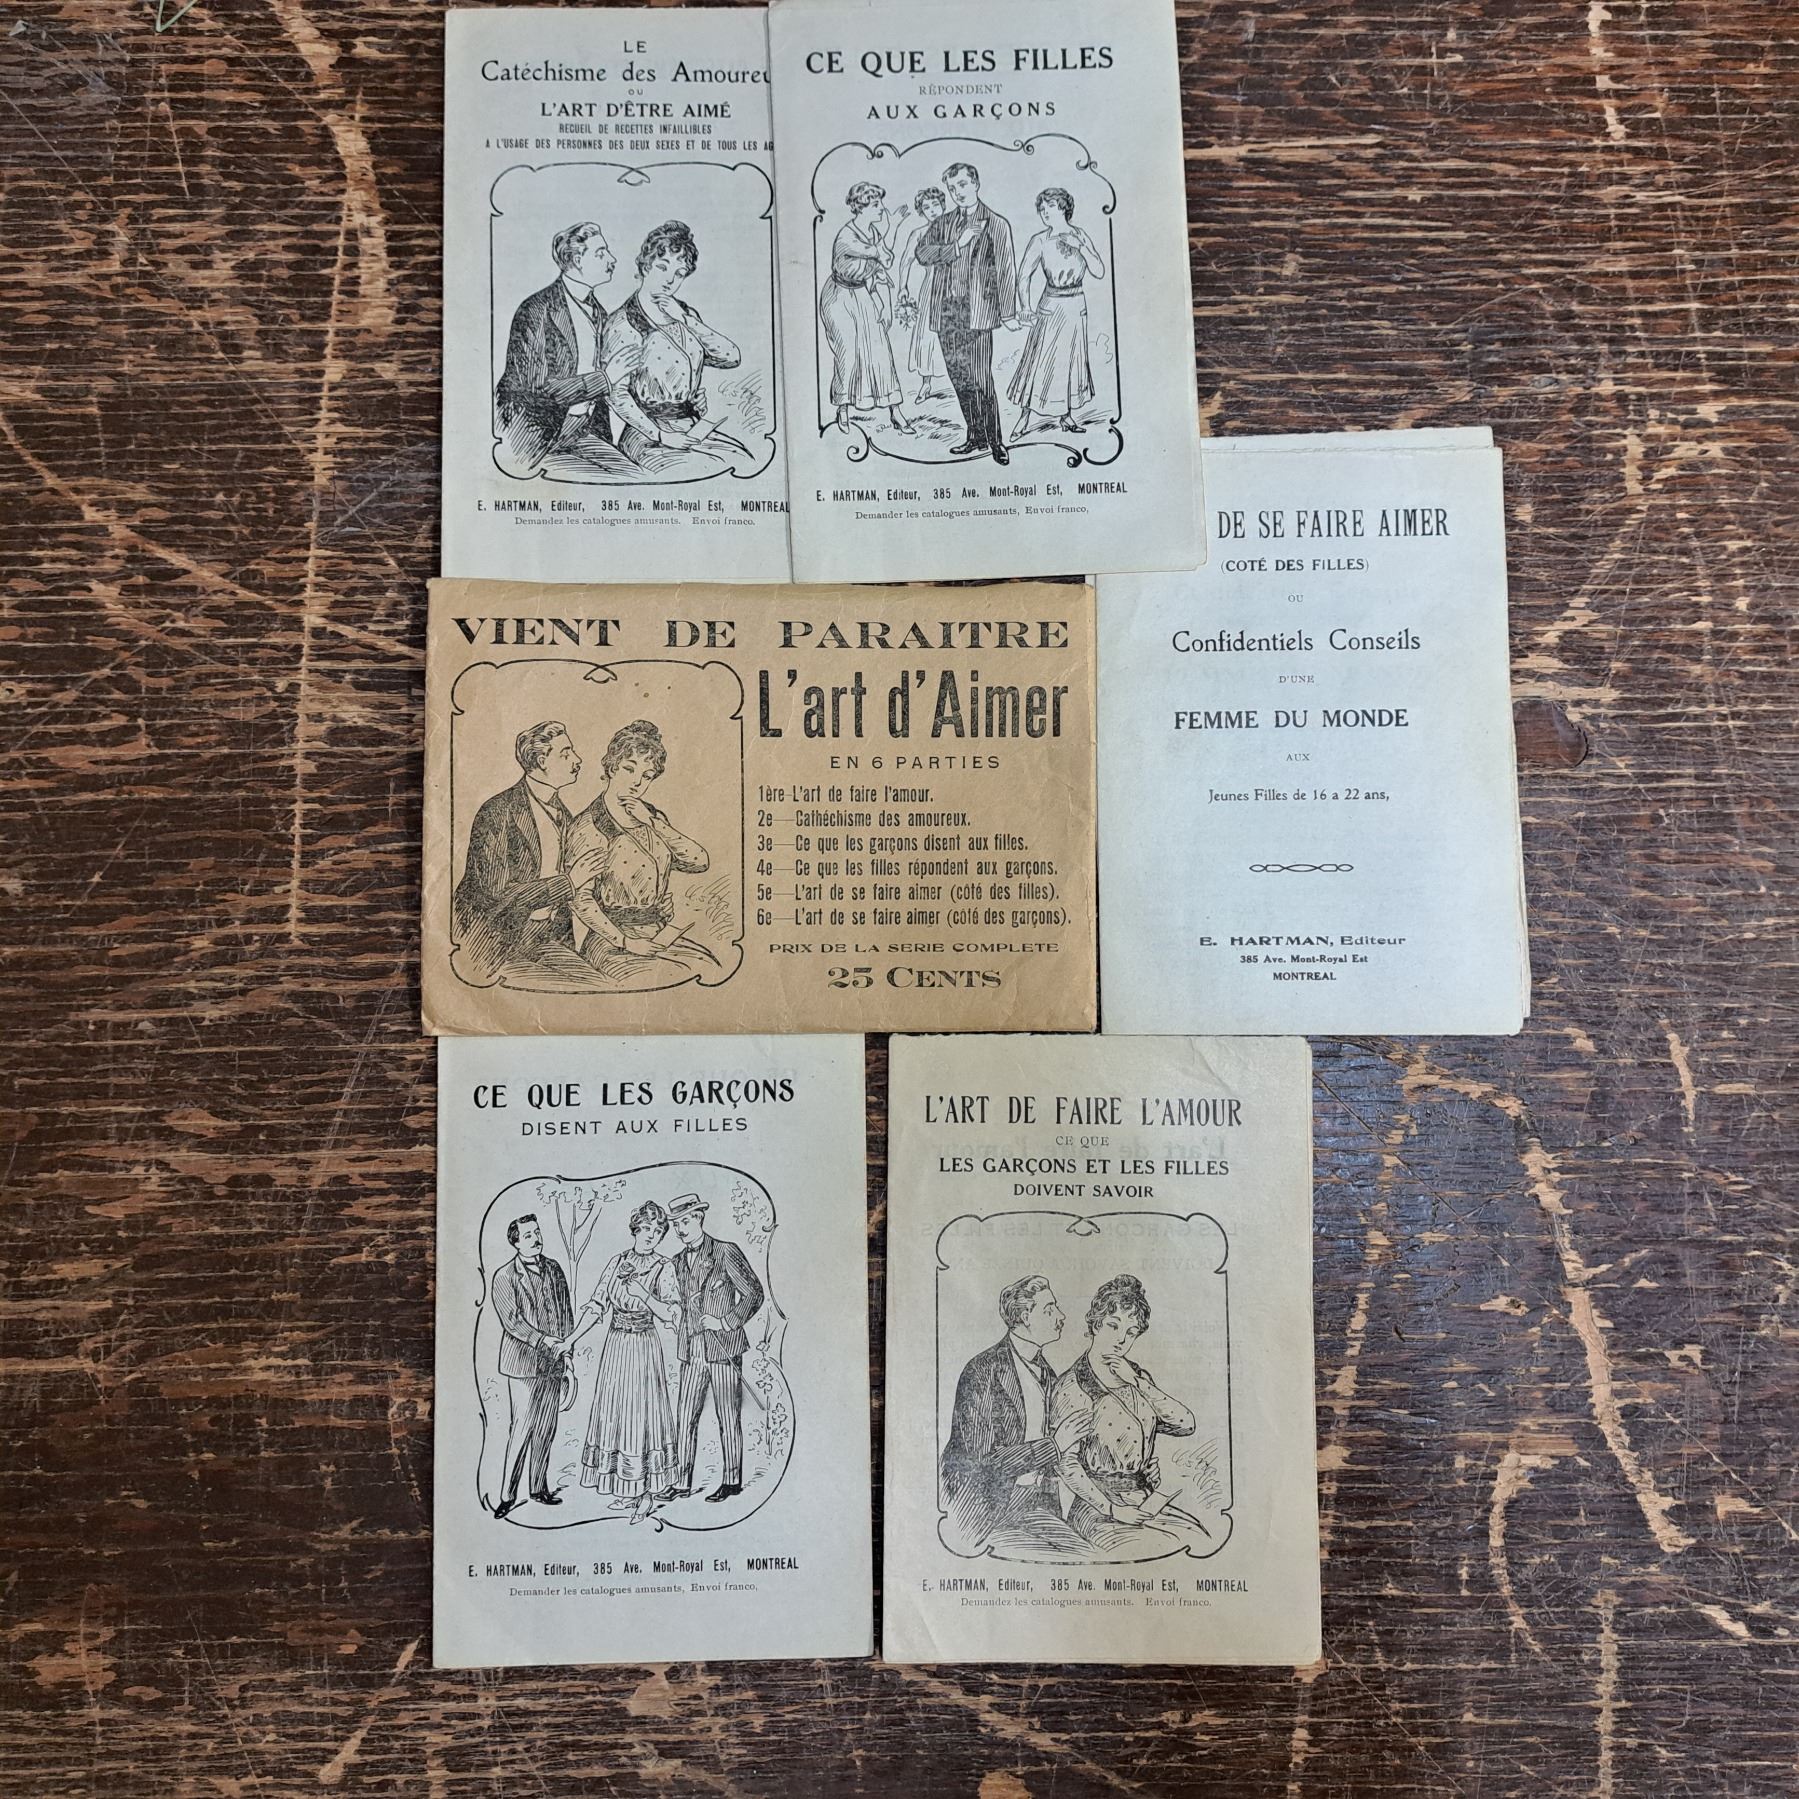 LE
Catéchisme des Amoureu
OU
L'ART D'ÊTRE AIMÉ
RECUEIL DE RECETTES INFAILLIBLES
A L'USAGE DES PERSONNES DES DEUX SEXES ET DE TOUS LES AG
E. HARTMAN, Editeur, 385 Ave. Mont-Royal Est, MONTREAL
Demandez les catalogues amusants. Envoi franco.
CE QUE LES FILLES
RÉPONDENT
AUX GARÇONS
E. HARTMAN, Editeur, 385 Ave. Mont-Royal Est, MONTREAL
Demander les catalogues amusants, Envoi franco,
DE SE FAIRE AIMER
(COTÉ DES FILLES)
OU
Confidentiels Conseils
D'UNE
FEMME DU MONDE
AUX
Jeunes Filles de 16 a 22 ans,
E. HARTMAN, Editeur
385 Ave. Mont-Royal Est
MONTREAL
VIENT DE PARAITRE
L'art d'Aimer
EN 6 PARTIES
1ère-L'art de faire l'amour.
2e—Cathéchisme des amoureux.
3e—Ce que les garçons disent aux filles.
4e—Ce que les filles répondent aux garçons.
5e—L'art de se faire aimer (côté des filles).
6e—L'art de se faire aimer (côté des garçons).
PRIX DE LA SERIE COMPLETE
25 CENTS
CE QUE LES GARÇONS
DISENT AUX FILLES
E. HARTMAN, Editeur, 385 Ave. Mont-Royal Est, MONTREAL
Demander les catalogues amusants, Envoi franco,
L'ART DE FAIRE L'AMOUR
CE QUE
LES GARÇONS ET LES FILLES
DOIVENT SAVOIR
E. HARTMAN, Editeur, 385 Ave. Mont-Royal Est, MONTREAL
Demandez les catalogues amusants. Envoi franco.